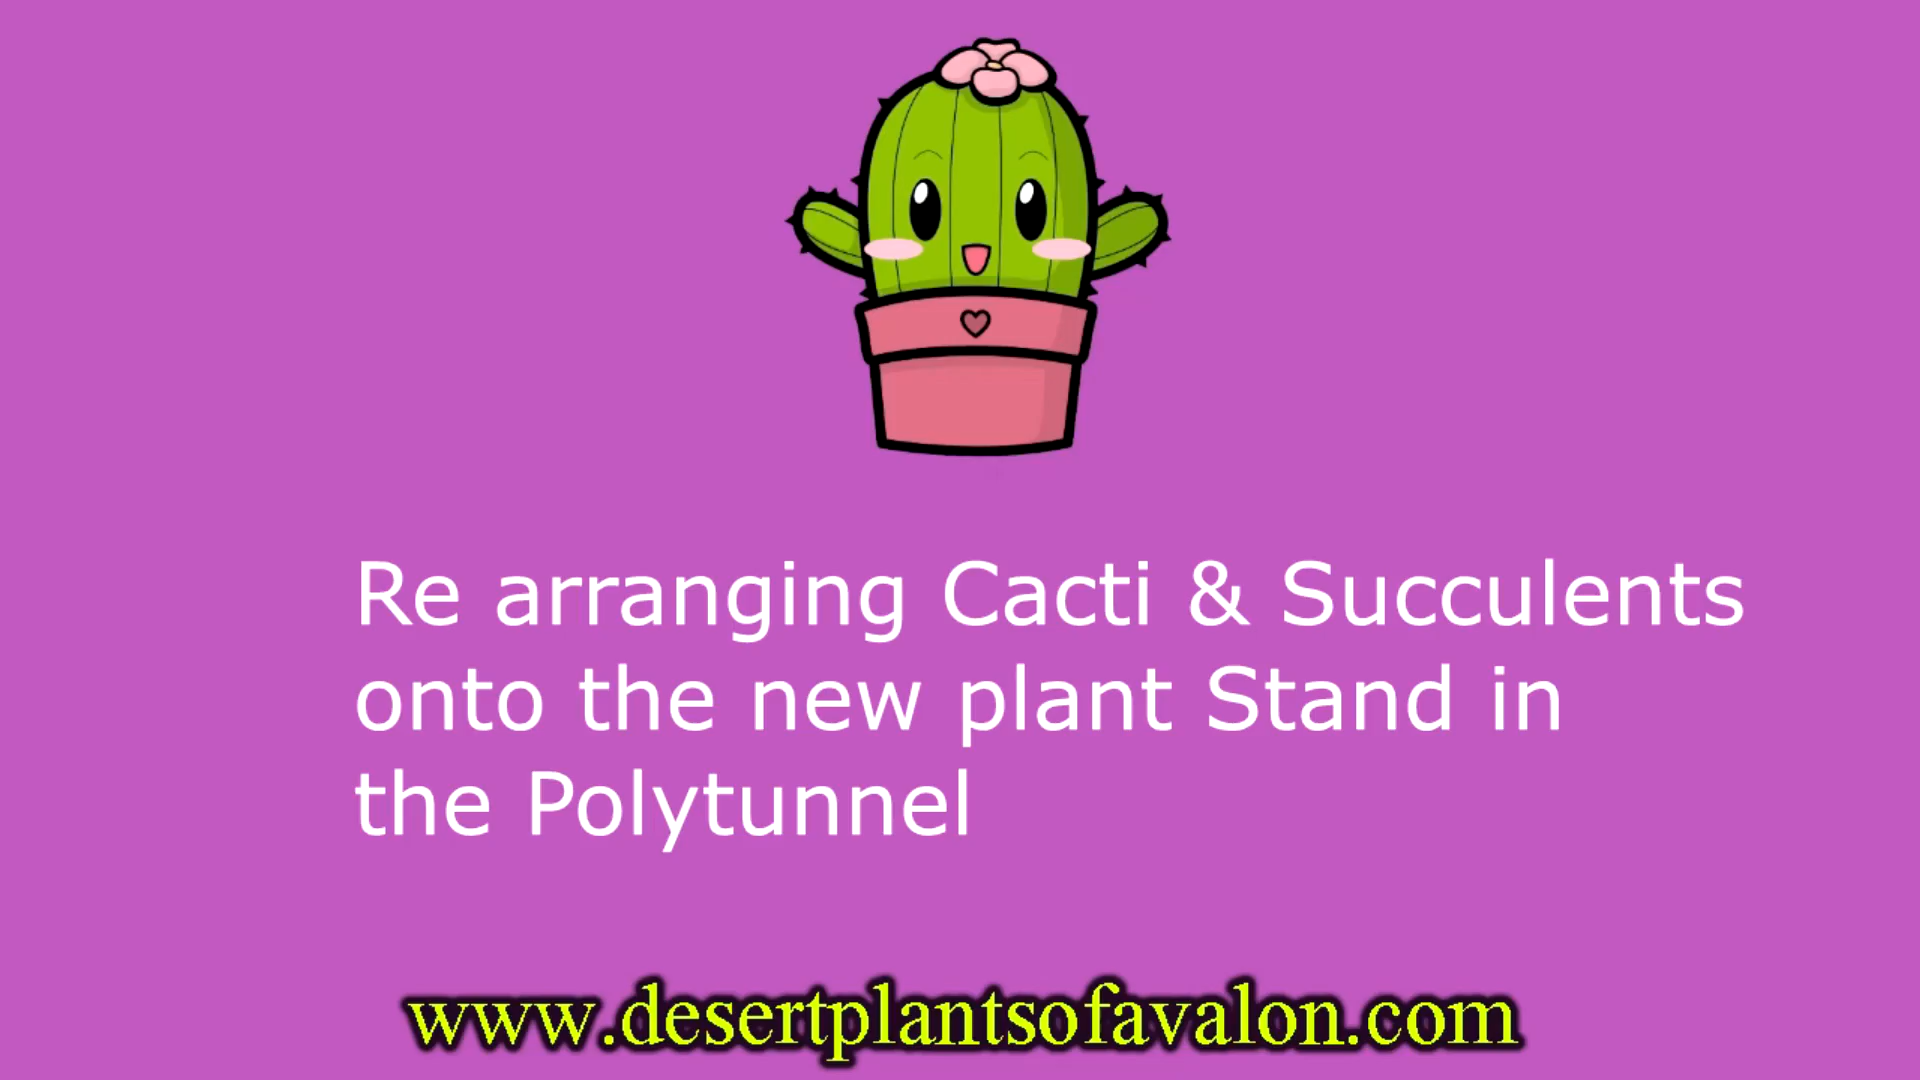 Re arranging Cacti & Succulents
onto the new plant Stand in
the Polytunnel
www.desertplantsofavalon.com